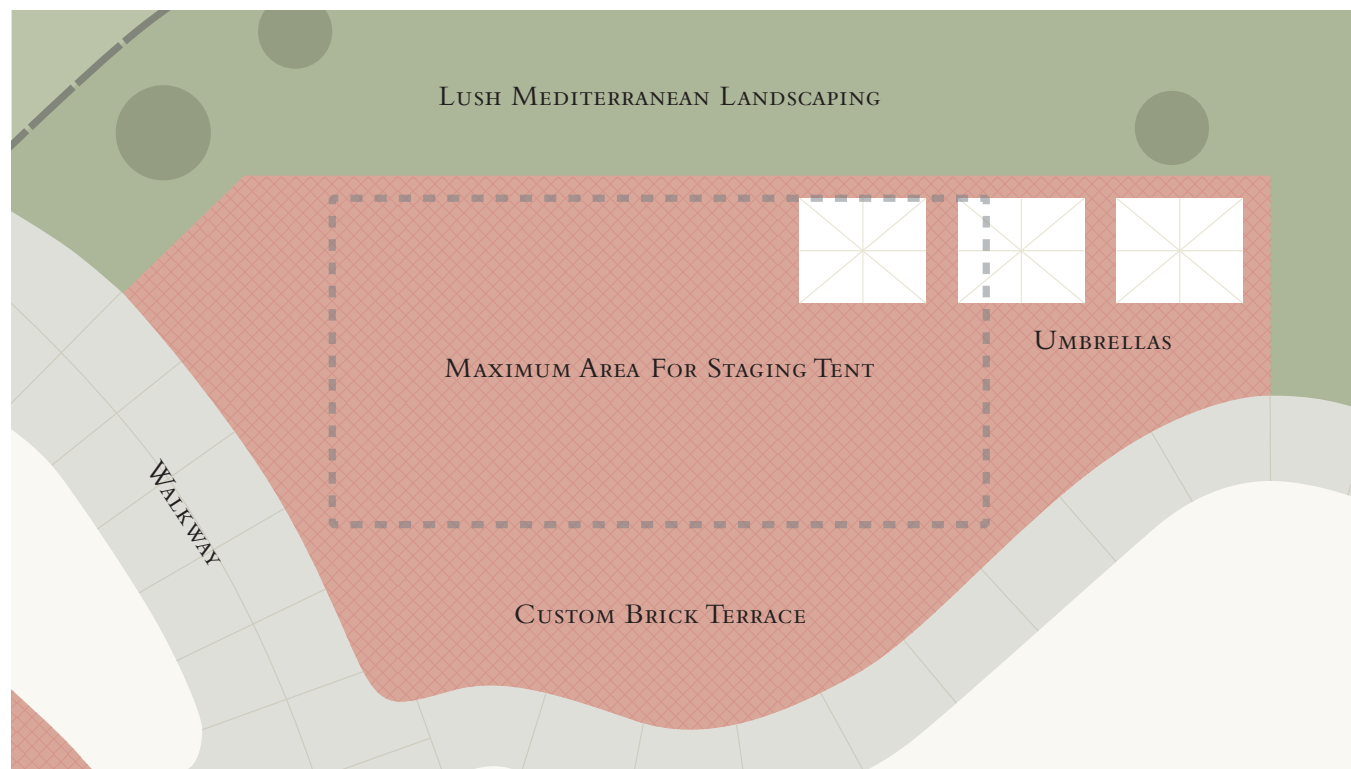 Lush Mediterranean Landscaping
Umbrellas
Maximum Area For Staging Tent
Walkway
Custom Brick Terrace